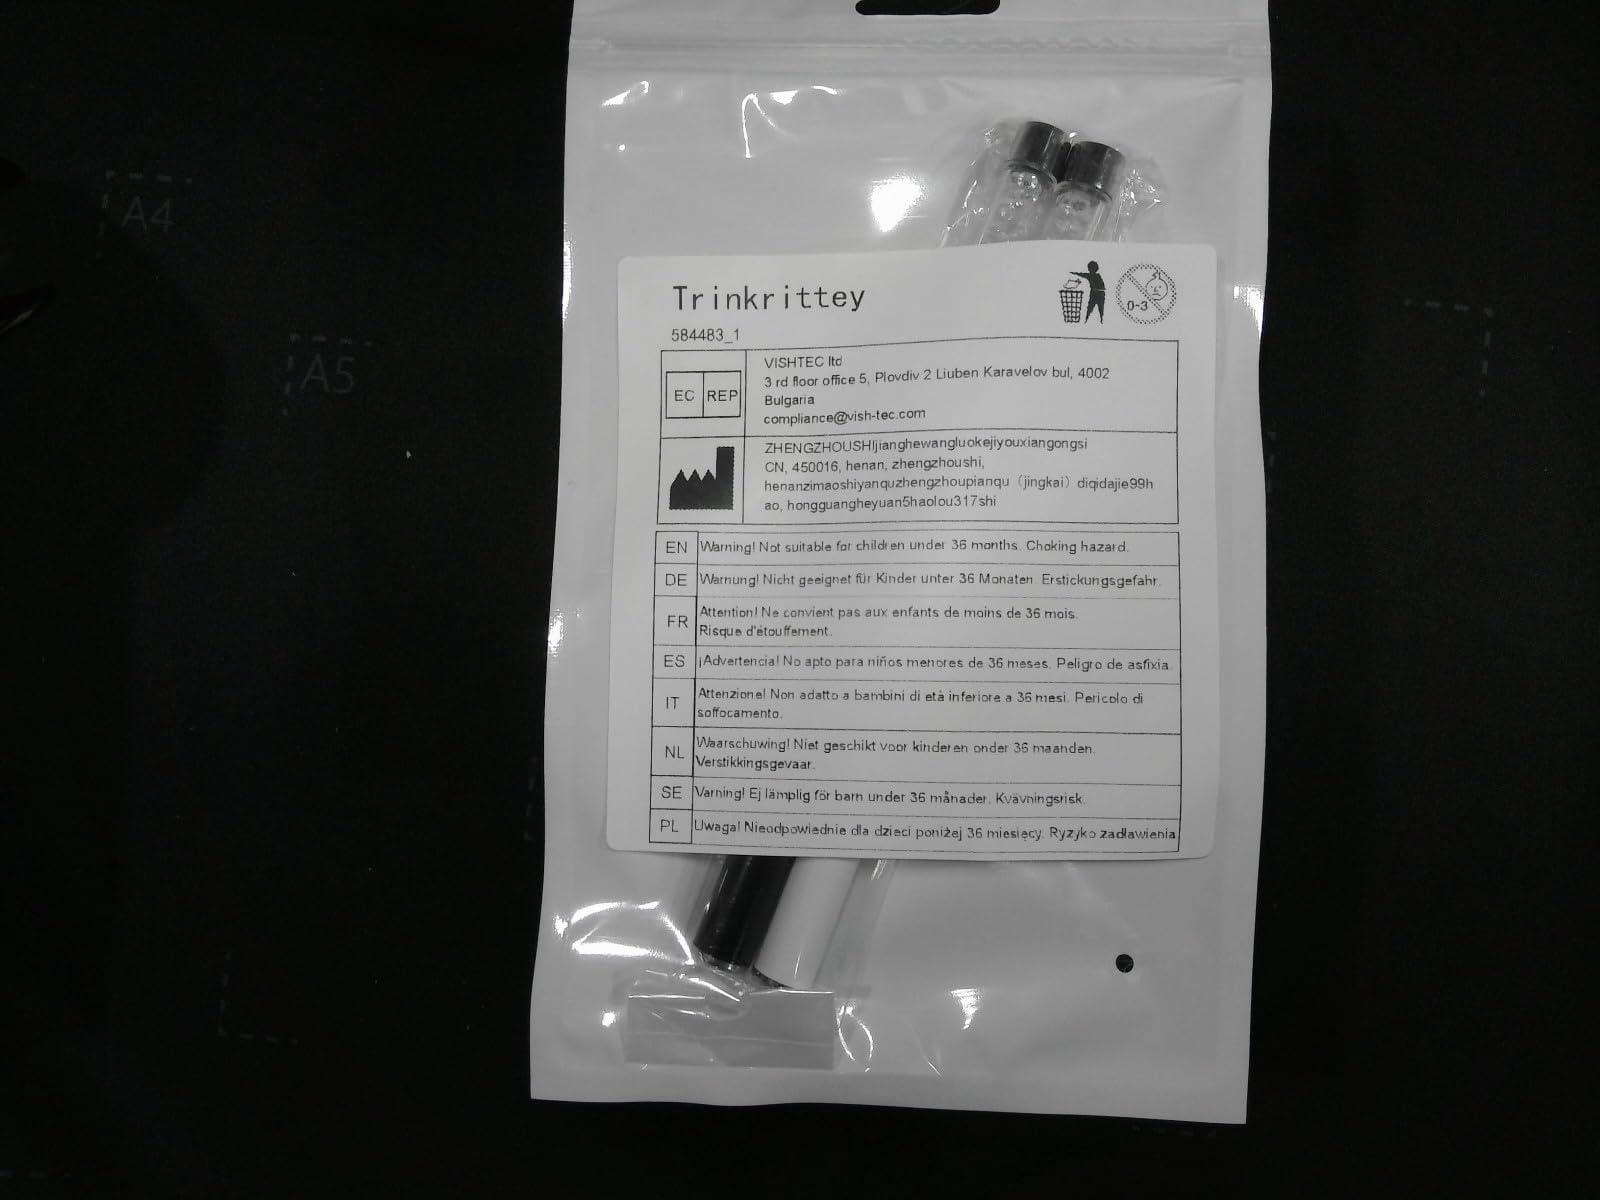 A4
A5
Trinkrittey
0-3
584483_1
EC REP
VISHTEC ltd
3 rd floor office 5, Plovdiv 2 Liuben Karavelov bul, 4002
Bulgaria
compliance@vish-tec.com
ZHENGZHOUSHIjianghewangluokejiyouxiangongsi
CN, 450016, henan, zhengzhoushi,
henanzimaoshiyanquzhengzhoupianqu（jingkai）diqidajie99h
ao, hongguangheyuan5haolou317shi
EN Warning! Not suitable for children under 36 months. Choking hazard.
DE Warnung! Nicht geeignet für Kinder unter 36 Monaten. Erstickungsgefahr.
FR Attention! Ne convient pas aux enfants de moins de 36 mois.
Risque d'étouffement.
ES ¡Advertencia! No apto para niños menores de 36 meses. Peligro de asfixia.
IT Attenzione! Non adatto a bambini di età inferiore a 36 mesi. Pericolo di
soffocamento.
NL Waarschuwing! Niet geschikt voor kinderen onder 36 maanden.
Verstikkingsgevaar.
SE Varning! Ej lämplig för barn under 36 månader. Kvävningsrisk.
PL Uwaga! Nieodpowiednie dla dzieci poniżej 36 miesięcy. Ryzyko zadławienia